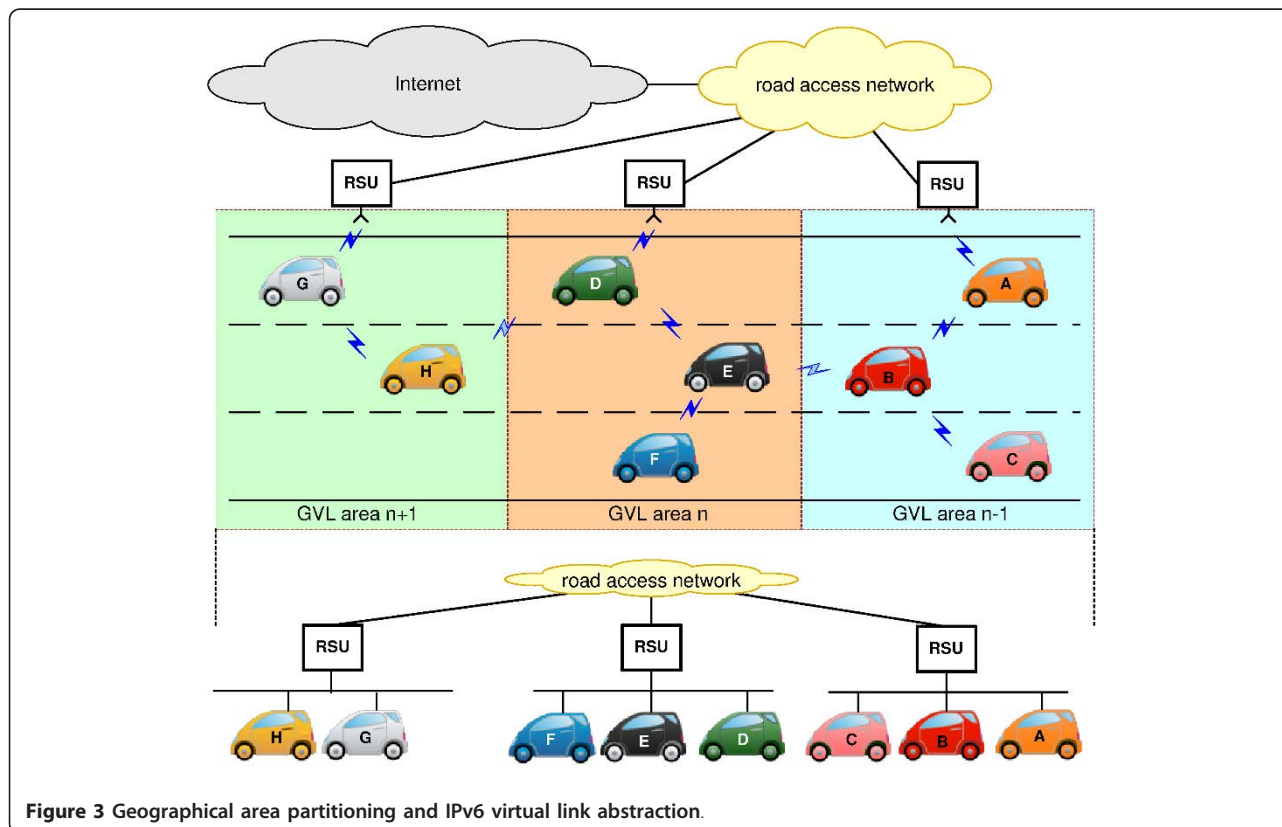 Internet
road access network
RSU
RSU
RSU
G
D
A
H
E
B
F
C
GVL area n+1
GVL area n
GVL area n-1
road access network
RSU
RSU
RSU
H
G
F
E
D
C
B
A
Figure 3 Geographical area partitioning and IPv6 virtual link abstraction.